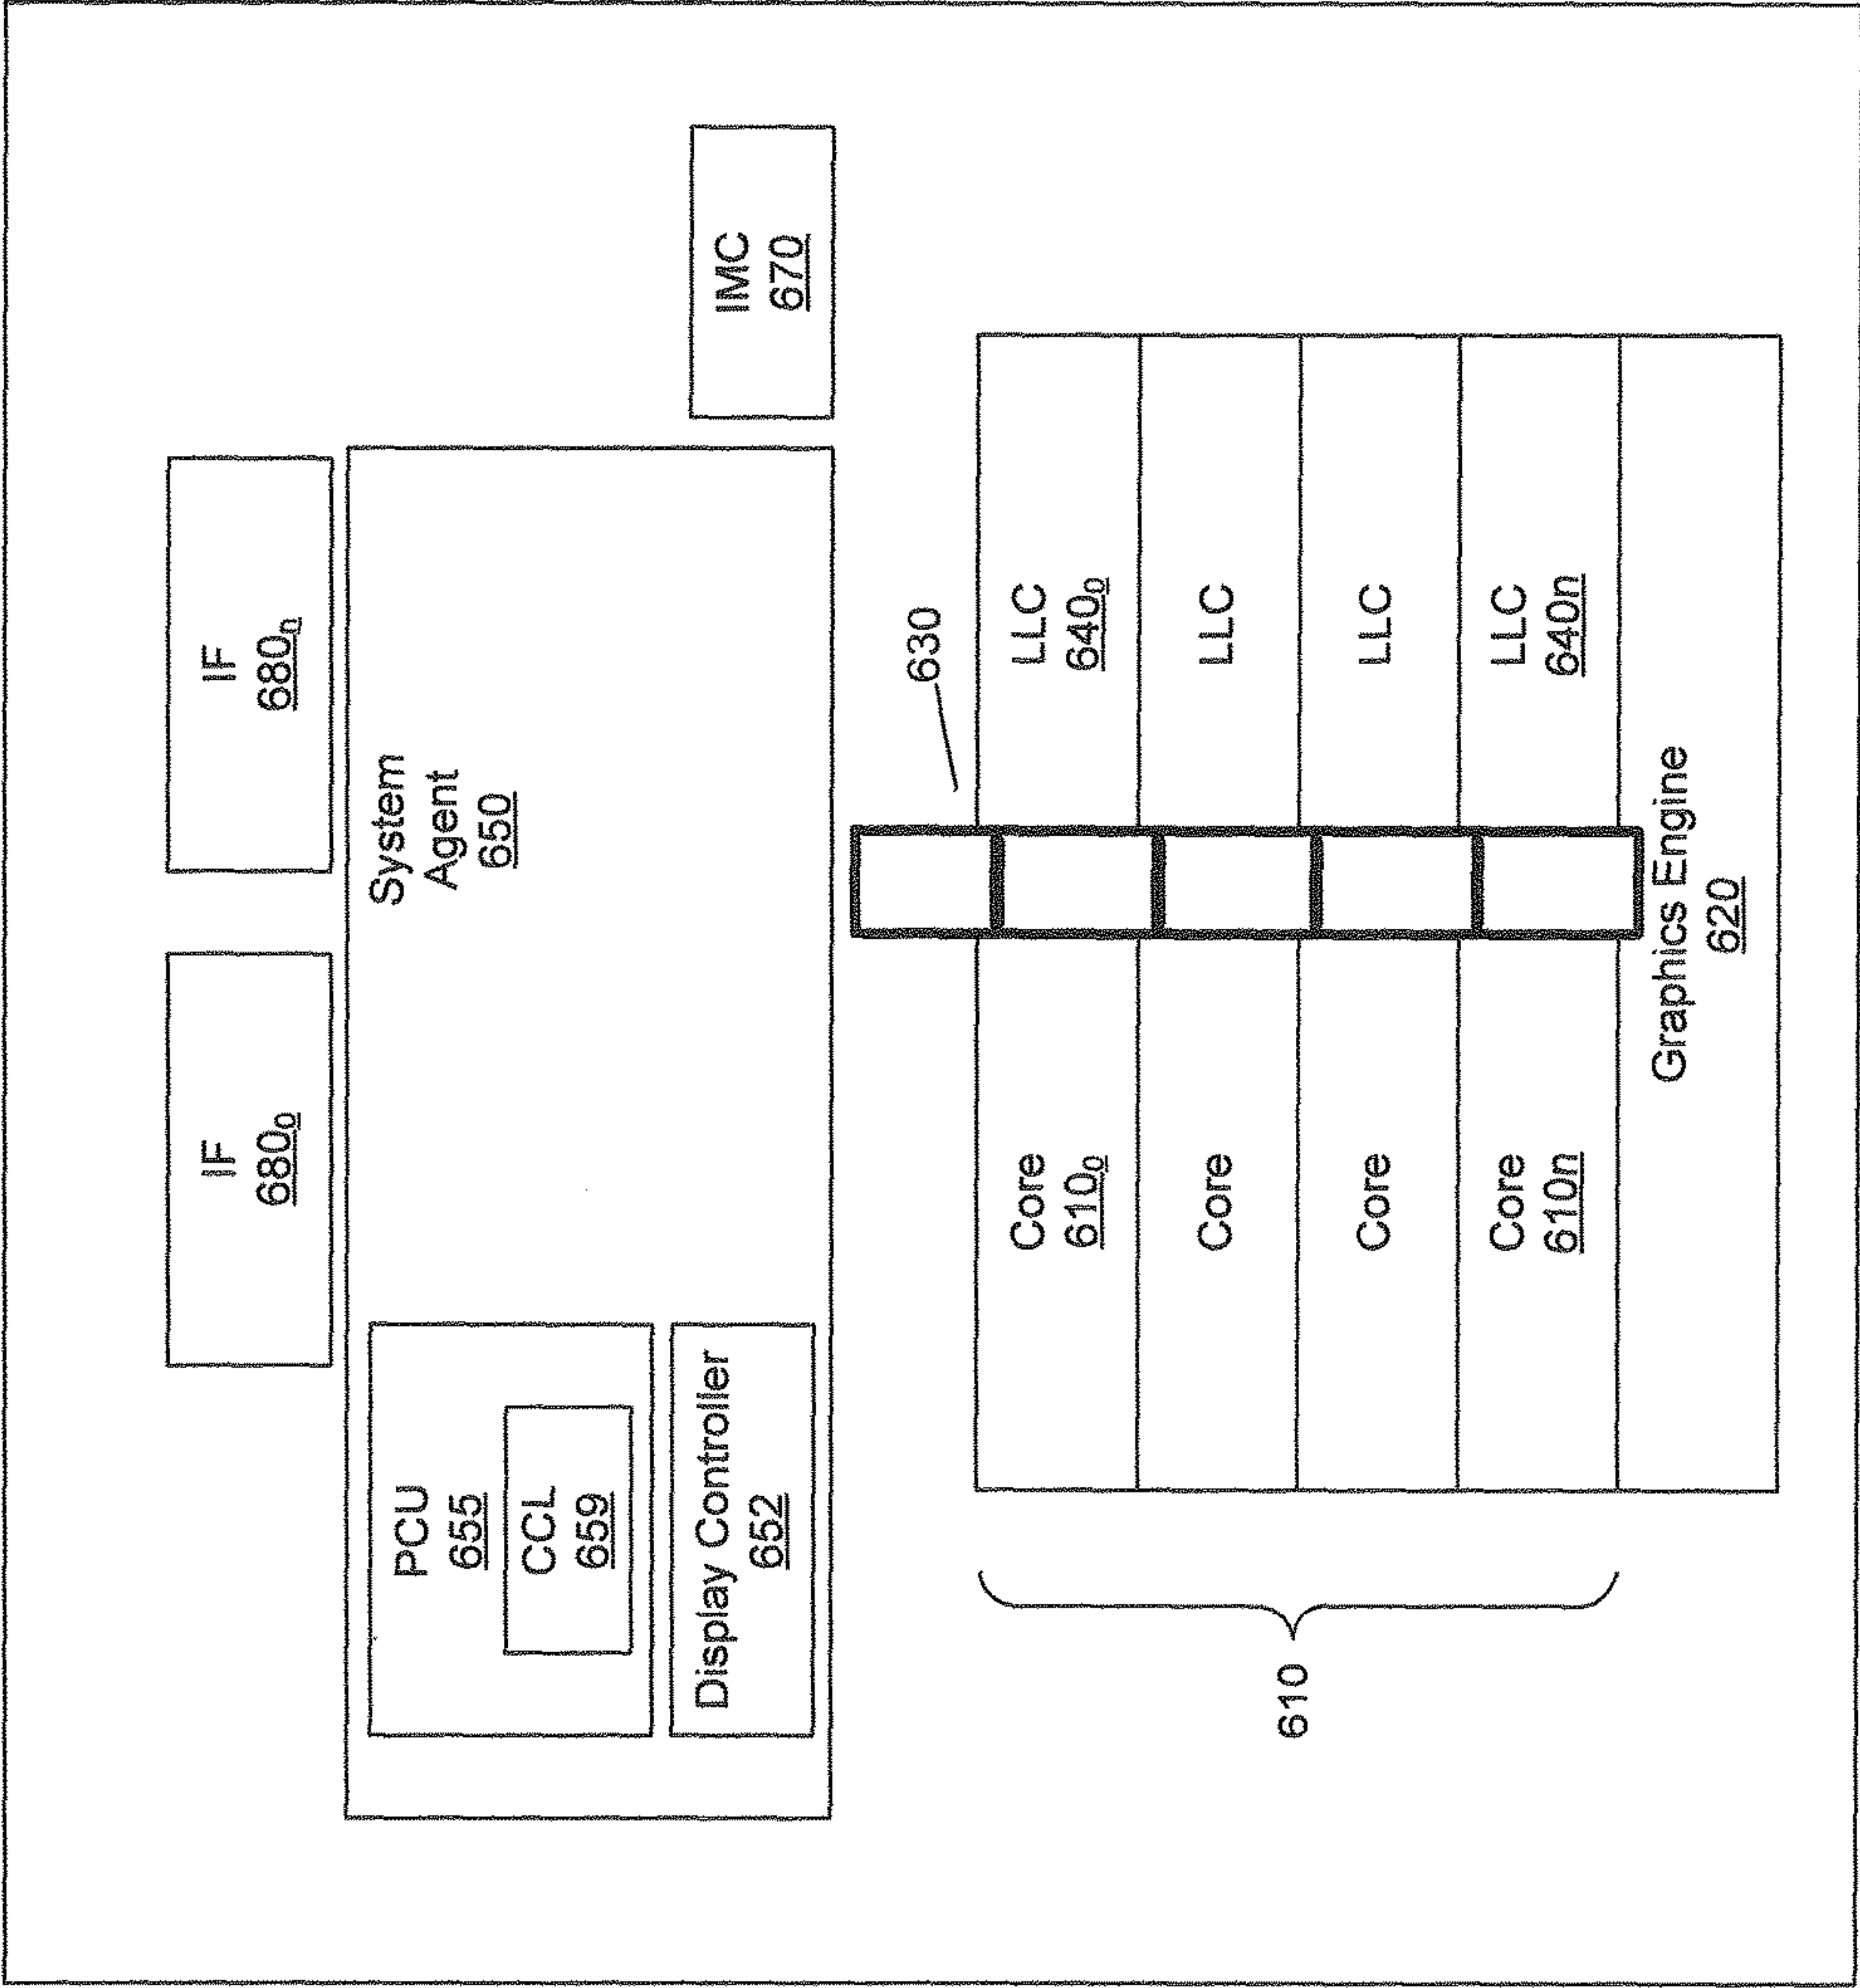 IF
680₀
IF
680ₙ
System
Agent
650
PCU
655
CCL
659
Display Controller
652
IMC
670
630
610
Core
610₀
LLC
640₀
Core
LLC
Core
LLC
Core
610n
LLC
640n
Graphics Engine
620